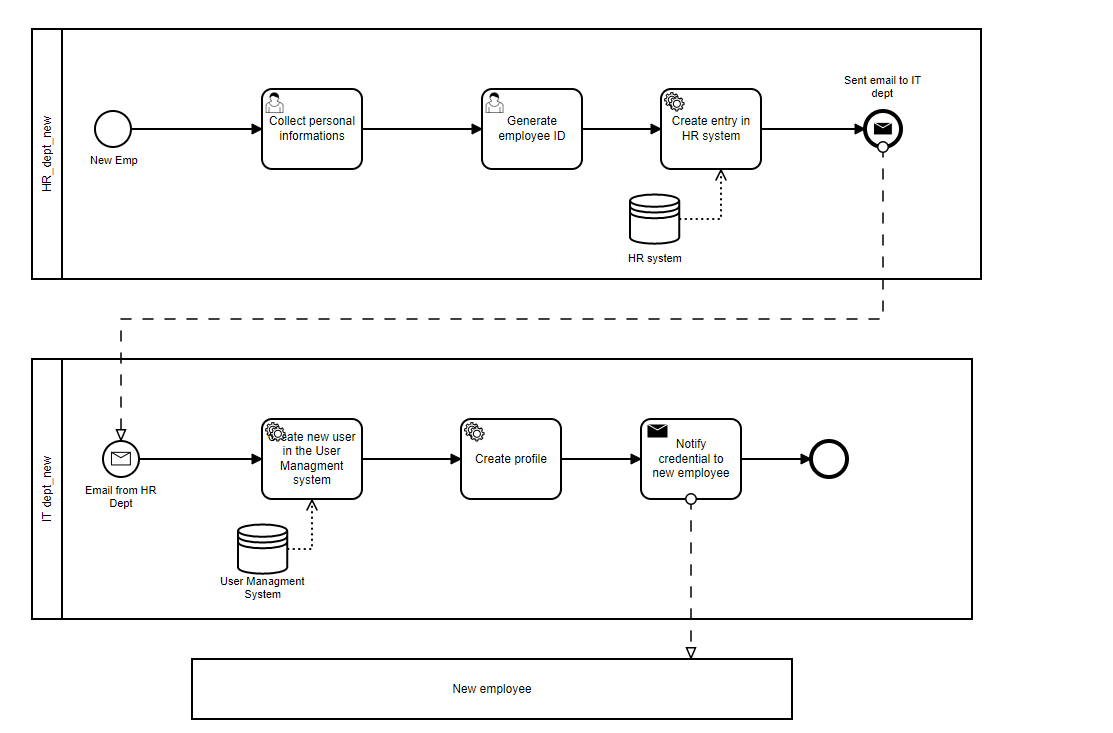 HR_dept_new
Sent email to IT
dept
Collect personal
informations
Generate
employee ID
Create entry in
HR system
New Emp
HR system
IT dept_new
Email from HR
Dept
Create new user
in the User
Managment
system
Create profile
Notify
credential to
new employee
User Managment
System
New employee